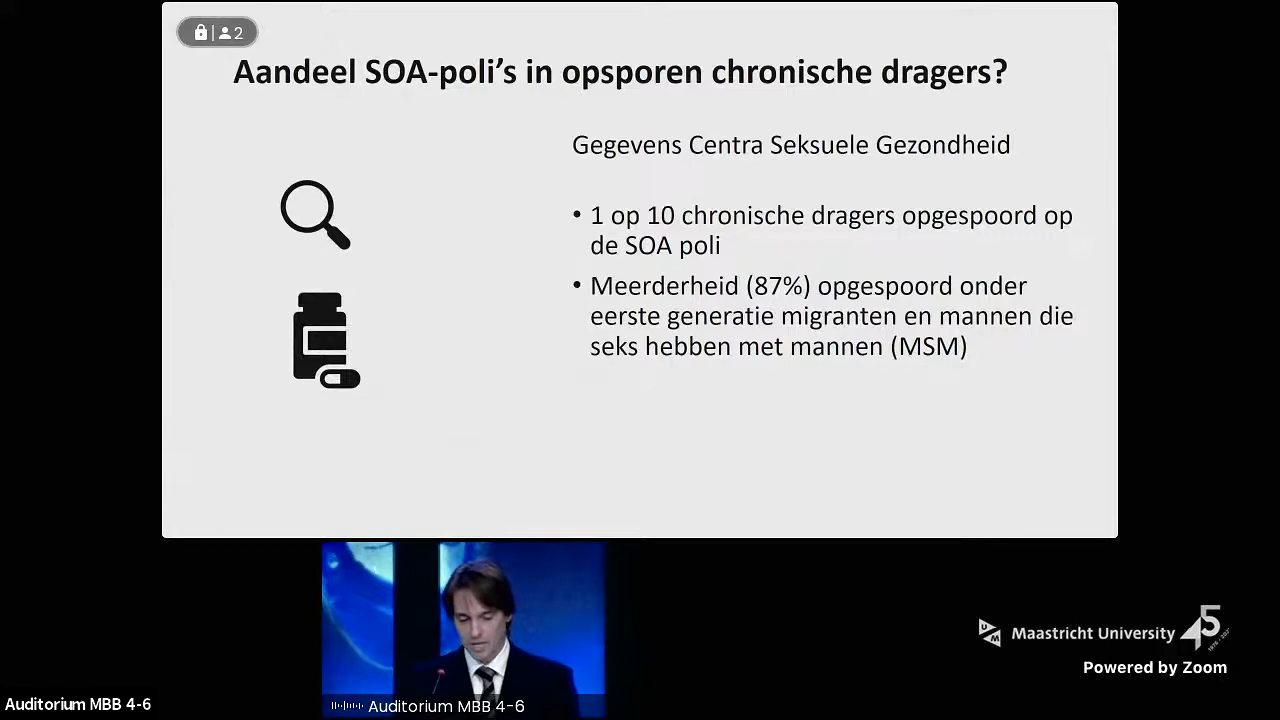 2
Aandeel SOA-poli’s in opsporen chronische dragers?
Gegevens Centra Seksuele Gezondheid
• 1 op 10 chronische dragers opgespoord op
de SOA poli
• Meerderheid (87%) opgespoord onder
eerste generatie migranten en mannen die
seks hebben met mannen (MSM)
UM Maastricht University 45
Powered by Zoom
Auditorium MBB 4-6
Auditorium MBB 4-6